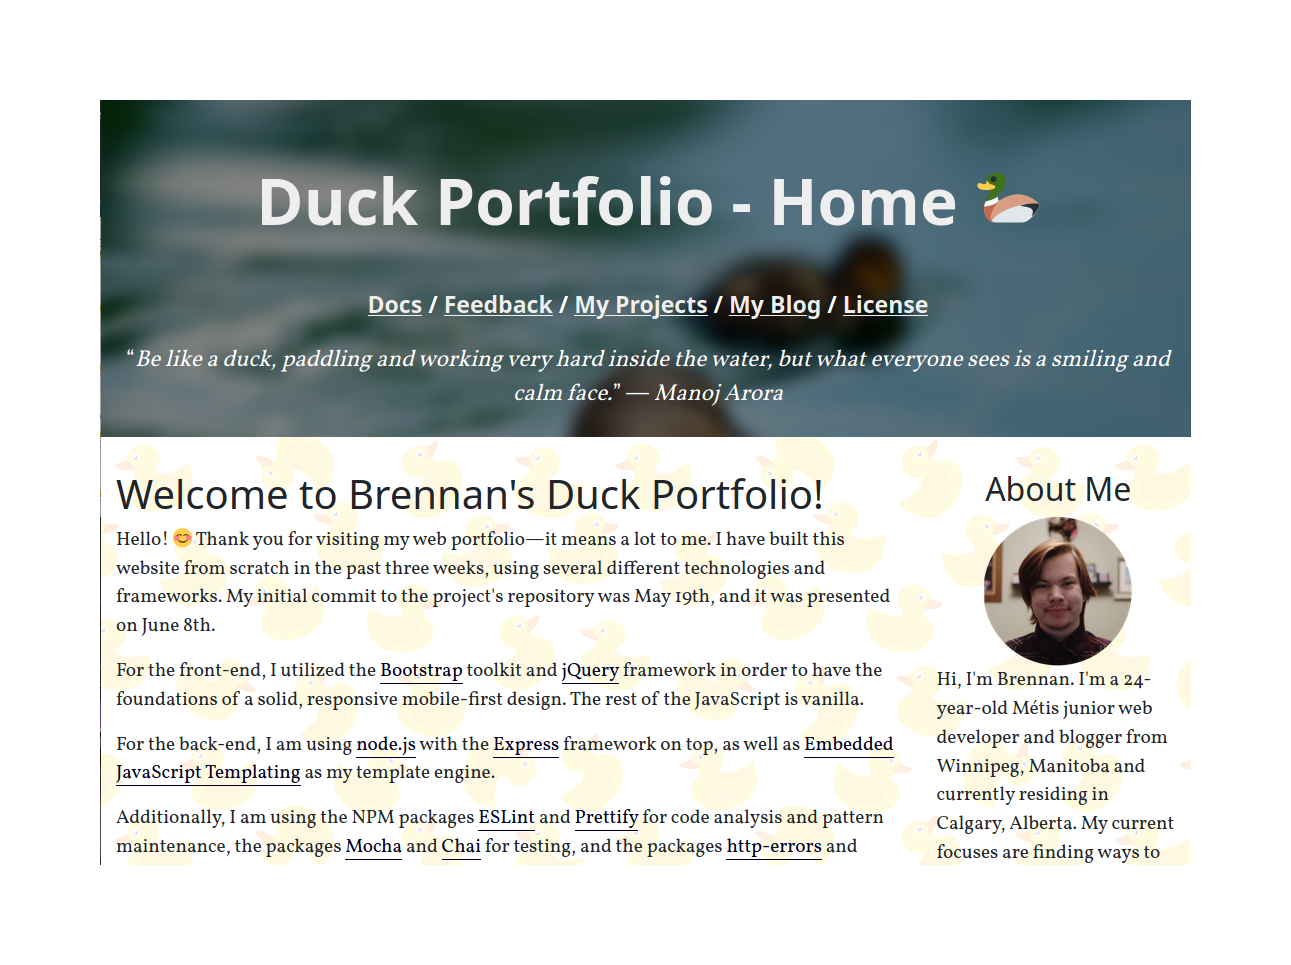 Duck Portfolio - Home
Docs / Feedback / My Projects / My Blog / License
“Be like a duck, paddling and working very hard inside the water, but what everyone sees is a smiling and
calm face.” — Manoj Arora
Welcome to Brennan's Duck Portfolio!
Hello! 😊 Thank you for visiting my web portfolio—it means a lot to me. I have built this
website from scratch in the past three weeks, using several different technologies and
frameworks. My initial commit to the project's repository was May 19th, and it was presented
on June 8th.
For the front-end, I utilized the Bootstrap toolkit and jQuery framework in order to have the
foundations of a solid, responsive mobile-first design. The rest of the JavaScript is vanilla.
For the back-end, I am using node.js with the Express framework on top, as well as Embedded
JavaScript Templating as my template engine.
Additionally, I am using the NPM packages ESLint and Prettify for code analysis and pattern
maintenance, the packages Mocha and Chai for testing, and the packages http-errors and
About Me
Hi, I'm Brennan. I'm a 24-
year-old Métis junior web
developer and blogger from
Winnipeg, Manitoba and
currently residing in
Calgary, Alberta. My current
focuses are finding ways to